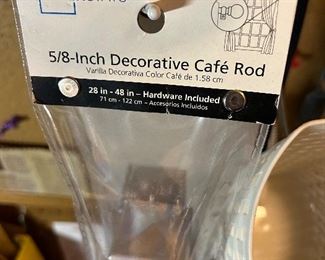 5/8-Inch Decorative Café Rod
Varilla Decorativa Color Café de 1.58 cm
28 in - 48 in – Hardware Included
71 cm - 122 cm – Accesorios Incluidos